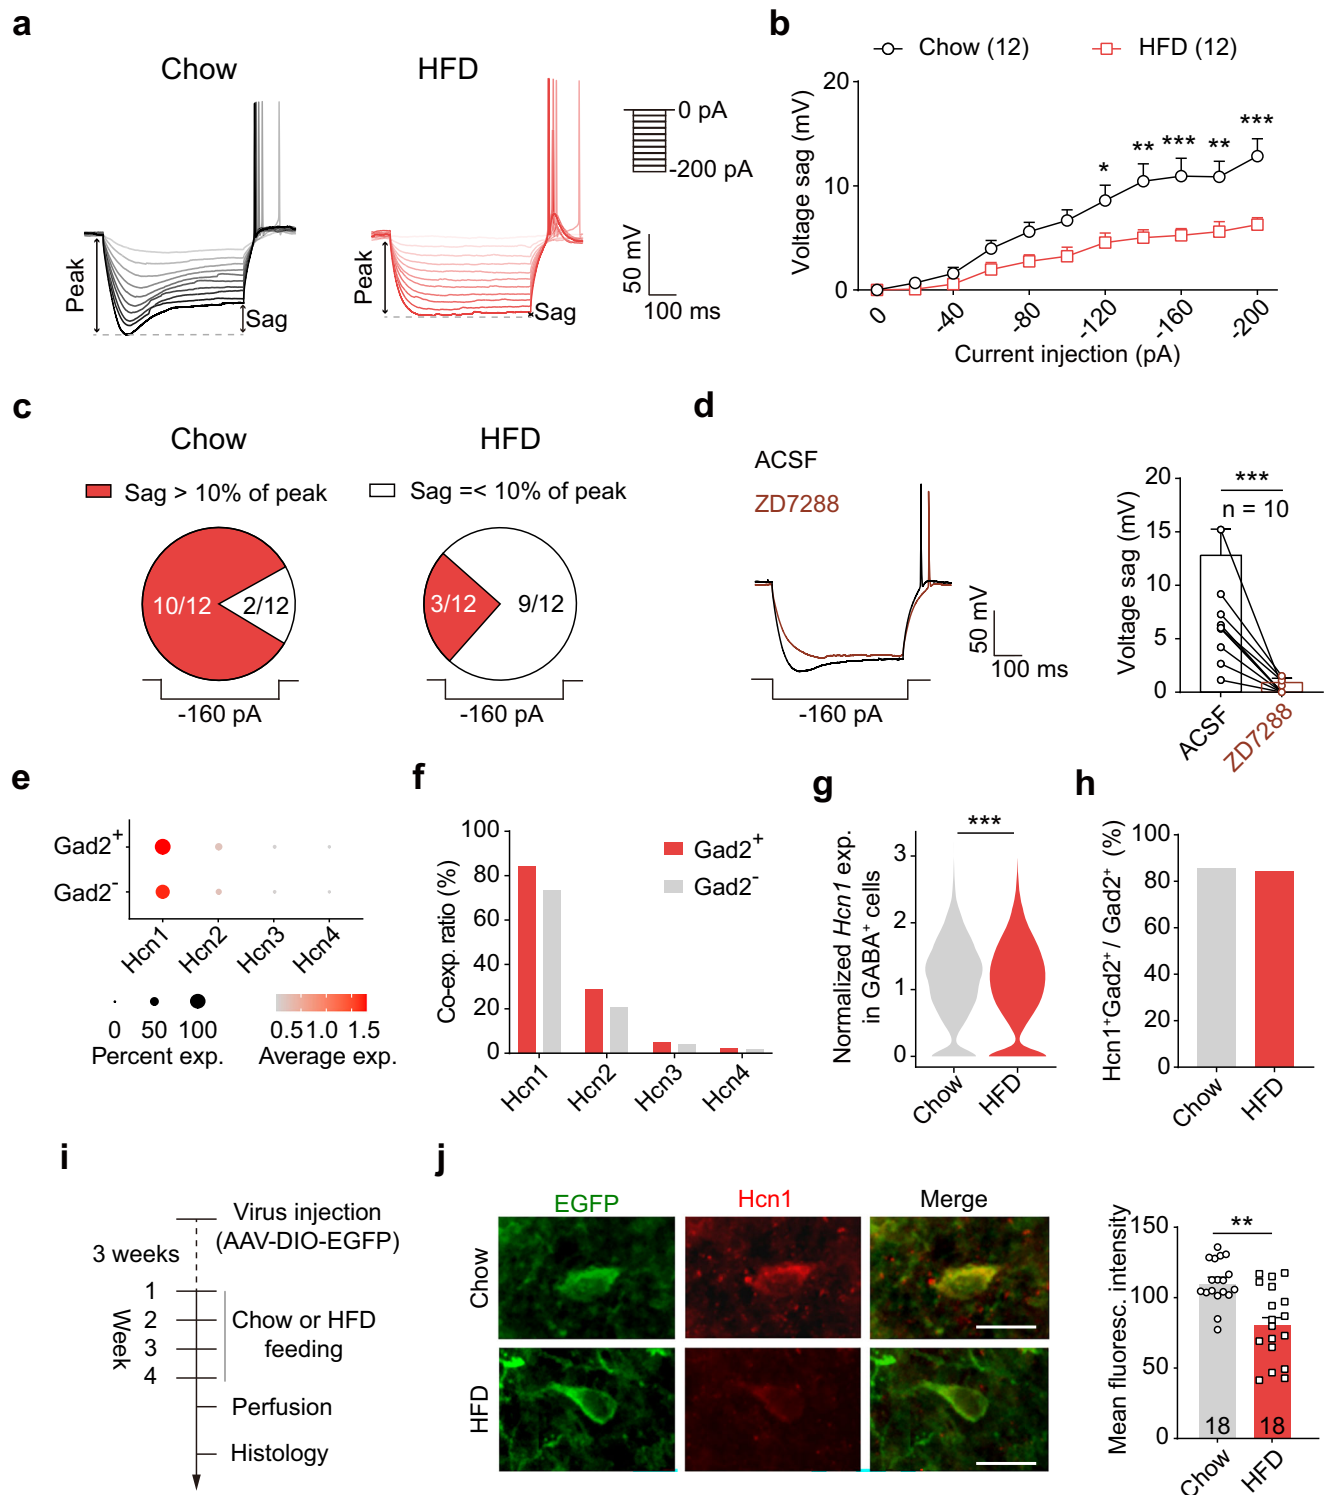 a
Chow
HFD
0 pA
-200 pA
Peak
Sag
Peak
Sag
50 mV
100 ms
b
Chow (12)
HFD (12)
Voltage sag (mV)
20
10
0
*
**
***
**
***
0
-40
-80
-120
-160
-200
Current injection (pA)
c
Chow
HFD
Sag > 10% of peak
Sag =< 10% of peak
10/12
2/12
3/12
9/12
-160 pA
-160 pA
d
ACSF
ZD7288
50 mV
100 ms
-160 pA
Voltage sag (mV)
20
15
10
5
0
***
n = 10
ACSF
ZD7288
e
Gad2+
Gad2-
Hcn1
Hcn2
Hcn3
Hcn4
0 50 100
Percent exp.
0.5 1.0 1.5
Average exp.
f
Co-exp. ratio (%)
100
80
60
40
20
0
Gad2+
Gad2-
Hcn1
Hcn2
Hcn3
Hcn4
g
Normalized Hcn1 exp.
in GABA+ cells
3
2
1
0
***
Chow
HFD
h
Hcn1+Gad2+ / Gad2+ (%)
100
80
60
40
20
0
Chow
HFD
i
Virus injection
(AAV-DIO-EGFP)
3 weeks
Week
1
2
3
4
Chow or HFD
feeding
Perfusion
Histology
j
EGFP
Hcn1
Merge
Chow
HFD
Mean fluoresc. intensity
150
100
50
0
**
18
18
Chow
HFD